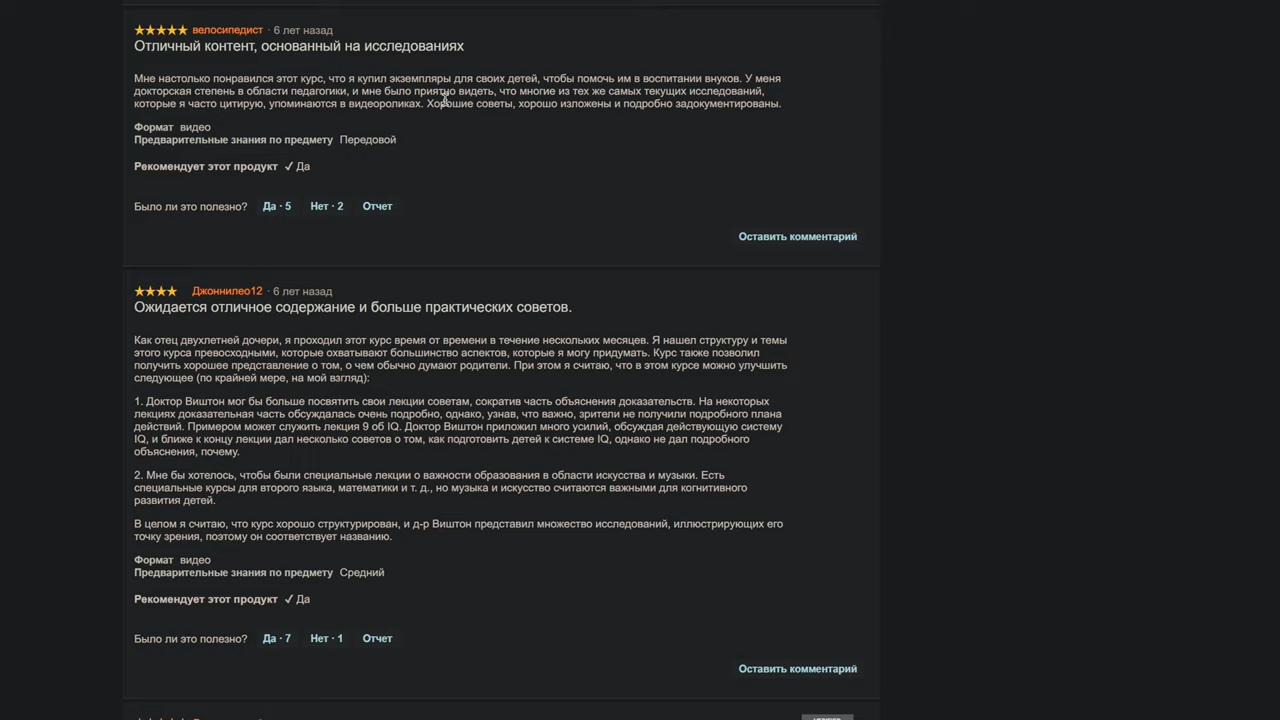 ★★★★★ велосипедист · 6 лет назад
Отличный контент, основанный на исследованиях
Мне настолько понравился этот курс, что я купил экземпляры для своих детей, чтобы помочь им в воспитании внуков. У меня
докторская степень в области педагогики, и мне было приятно видеть, что многие из тех же самых текущих исследований,
которые я часто цитирую, упоминаются в видеороликах. Хорошие советы, хорошо изложены и подробно задокументированы.
Формат видео
Предварительные знания по предмету Передовой
Рекомендует этот продукт ✔ Да
Было ли это полезно? Да · 5 Нет · 2 Отчет
Оставить комментарий
★★★★ Джоннилео12 · 6 лет назад
Ожидается отличное содержание и больше практических советов.
Как отец двухлетней дочери, я проходил этот курс время от времени в течение нескольких месяцев. Я нашел структуру и темы
этого курса превосходными, которые охватывают большинство аспектов, которые я могу придумать. Курс также позволил
получить хорошее представление о том, о чем обычно думают родители. При этом я считаю, что в этом курсе можно улучшить
следующее (по крайней мере, на мой взгляд):
1. Доктор Виштон мог бы больше посвятить свои лекции советам, сократив часть объяснения доказательств. На некоторых
лекциях доказательная часть обсуждалась очень подробно, однако, узнав, что важно, зрители не получили подробного плана
действий. Примером может служить лекция 9 об IQ. Доктор Виштон приложил много усилий, обсуждая действующую систему
IQ, и ближе к концу лекции дал несколько советов о том, как подготовить детей к системе IQ, однако не дал подробного
объяснения, почему.
2. Мне бы хотелось, чтобы были специальные лекции о важности образования в области искусства и музыки. Есть
специальные курсы для второго языка, математики и т. д., но музыка и искусство считаются важными для когнитивного
развития детей.
В целом я считаю, что курс хорошо структурирован, и д-р Виштон представил множество исследований, иллюстрирующих его
точку зрения, поэтому он соответствует названию.
Формат видео
Предварительные знания по предмету Средний
Рекомендует этот продукт ✔ Да
Было ли это полезно? Да · 7 Нет · 1 Отчет
Оставить комментарий